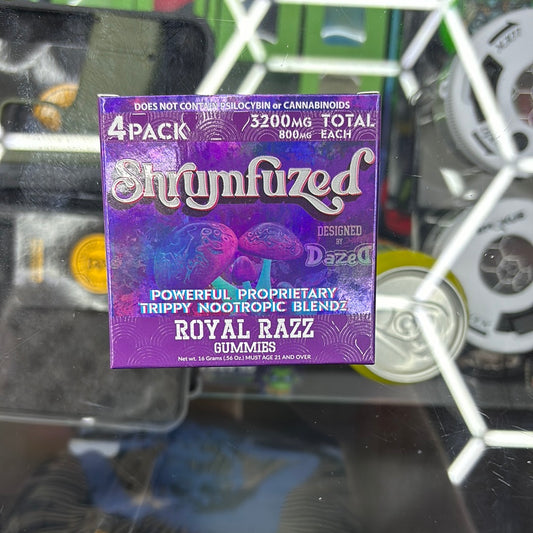 DOES NOT CONTAIN PSILOCYBIN or CANNABINOIDS
4PACK
3200MG TOTAL
800MG EACH
Shrumfuzed
DESIGNED
BY
DazeD
POWERFUL PROPRIETARY
TRIPPY NOOTROPIC BLENDZ
ROYAL RAZZ
GUMMIES
Net wt. 16 Grams (.56 Oz.) MUST AGE 21 AND OVER